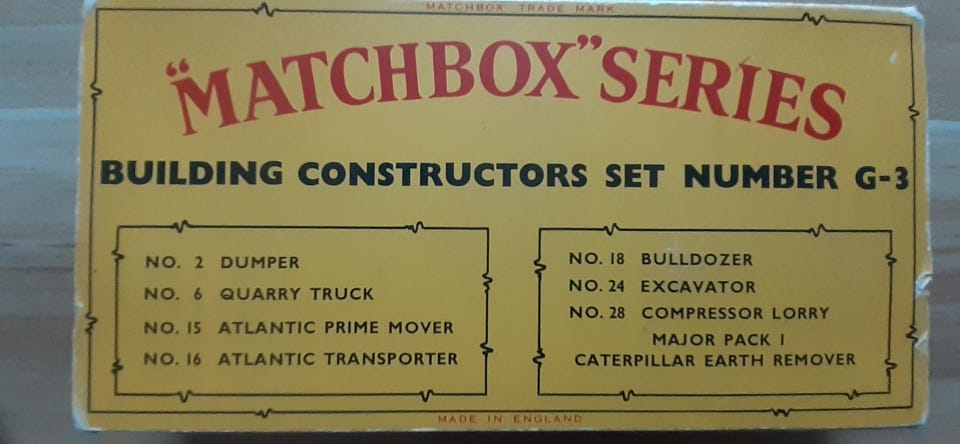 "MATCHBOX" TRADE MARK
"MATCHBOX" SERIES
BUILDING CONSTRUCTORS SET NUMBER G-3
NO. 2 DUMPER
NO. 6 QUARRY TRUCK
NO. 15 ATLANTIC PRIME MOVER
NO. 16 ATLANTIC TRANSPORTER
NO. 18 BULLDOZER
NO. 24 EXCAVATOR
NO. 28 COMPRESSOR LORRY
MAJOR PACK 1
CATERPILLAR EARTH REMOVER
MADE IN ENGLAND